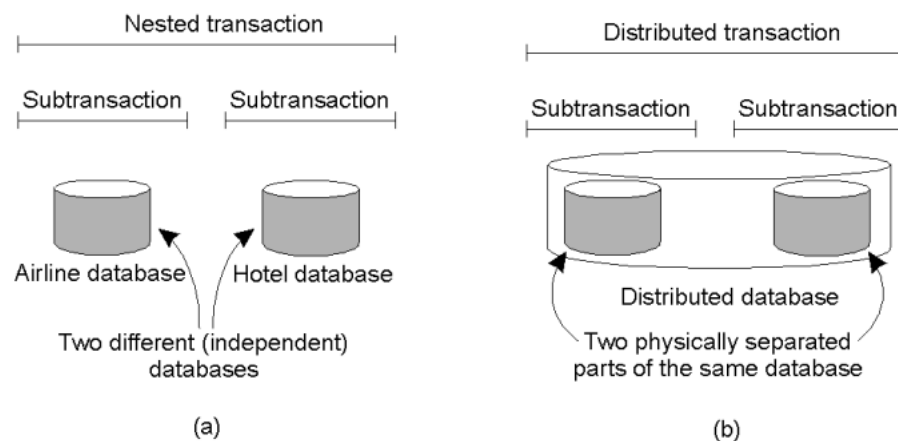 Nested transaction
Subtransaction
Subtransaction
Airline database
Hotel database
Two different (independent)
databases
(a)
Distributed transaction
Subtransaction
Subtransaction
Distributed database
Two physically separated
parts of the same database
(b)